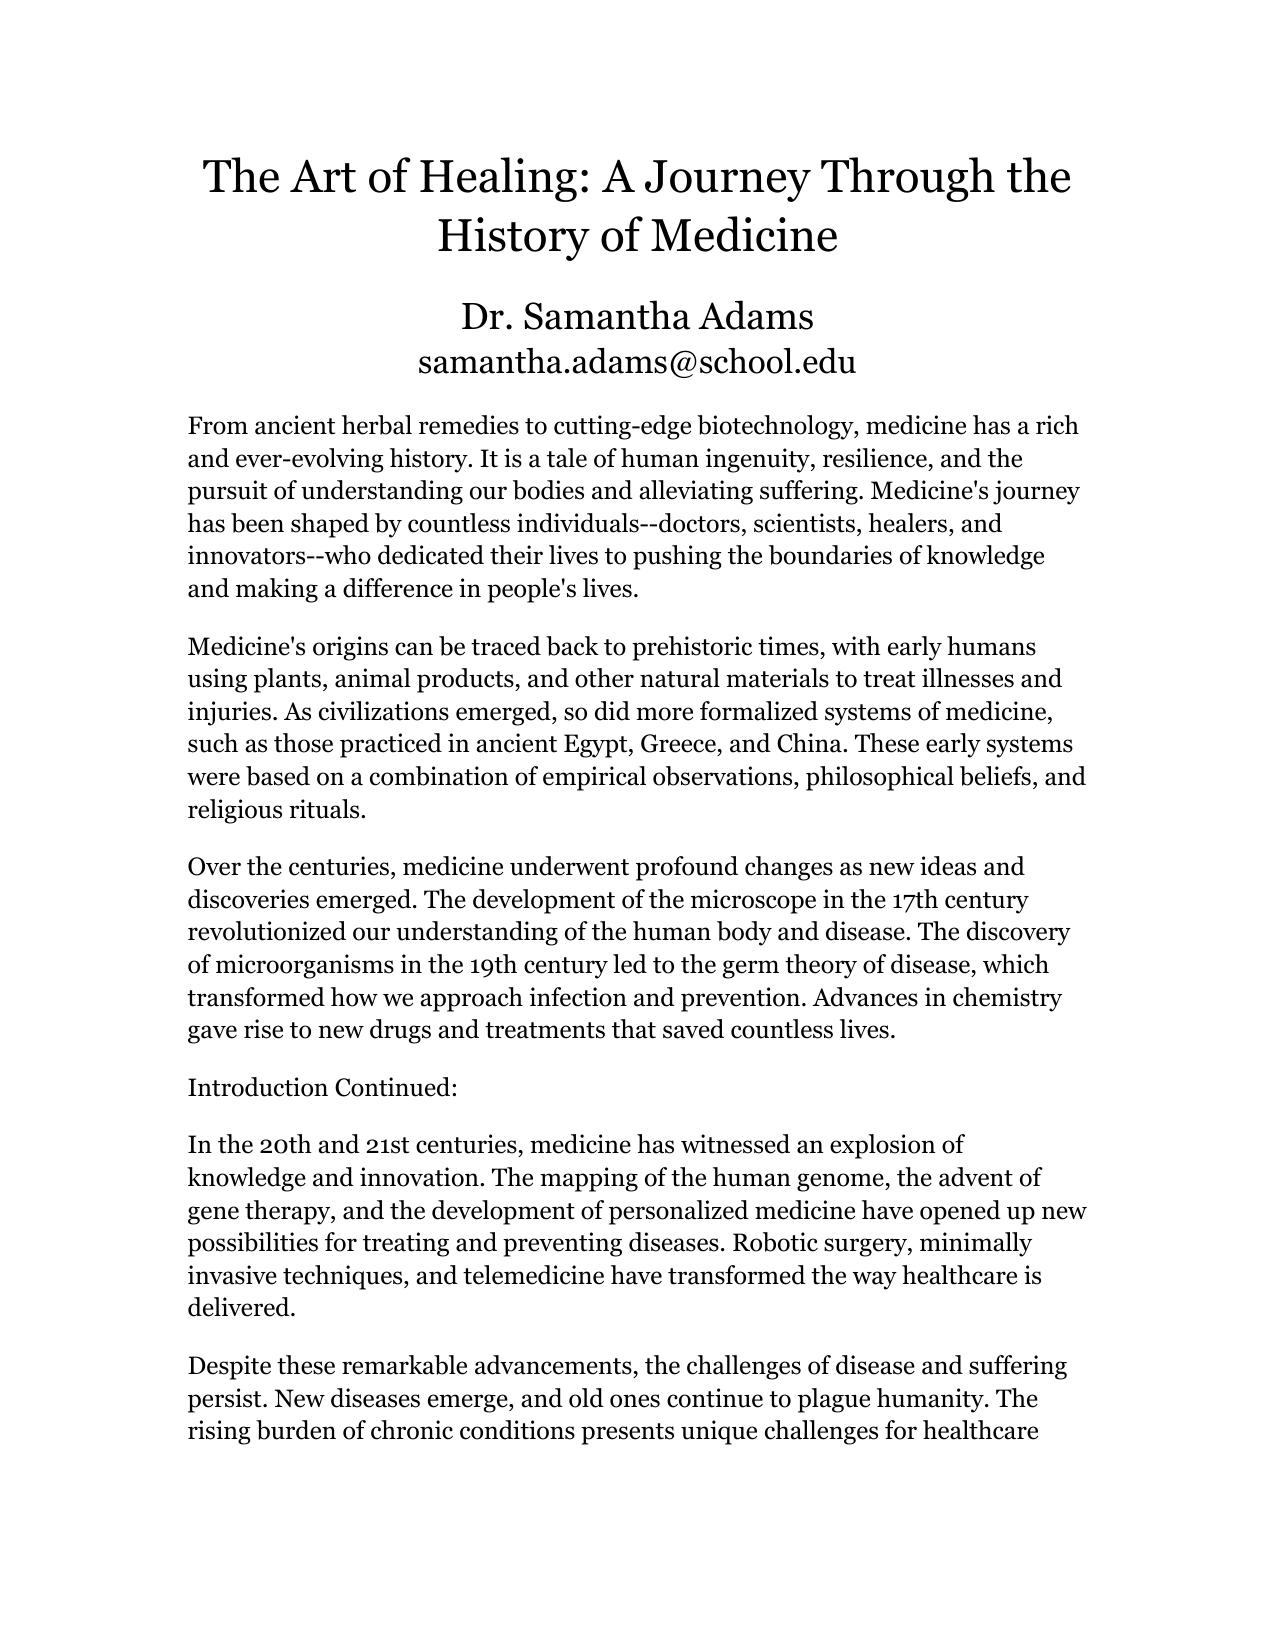 The Art of Healing: A Journey Through the
History of Medicine
Dr. Samantha Adams
samantha.adams@school.edu
From ancient herbal remedies to cutting-edge biotechnology, medicine has a rich
and ever-evolving history. It is a tale of human ingenuity, resilience, and the
pursuit of understanding our bodies and alleviating suffering. Medicine's journey
has been shaped by countless individuals--doctors, scientists, healers, and
innovators--who dedicated their lives to pushing the boundaries of knowledge
and making a difference in people's lives.
Medicine's origins can be traced back to prehistoric times, with early humans
using plants, animal products, and other natural materials to treat illnesses and
injuries. As civilizations emerged, so did more formalized systems of medicine,
such as those practiced in ancient Egypt, Greece, and China. These early systems
were based on a combination of empirical observations, philosophical beliefs, and
religious rituals.
Over the centuries, medicine underwent profound changes as new ideas and
discoveries emerged. The development of the microscope in the 17th century
revolutionized our understanding of the human body and disease. The discovery
of microorganisms in the 19th century led to the germ theory of disease, which
transformed how we approach infection and prevention. Advances in chemistry
gave rise to new drugs and treatments that saved countless lives.
Introduction Continued:
In the 20th and 21st centuries, medicine has witnessed an explosion of
knowledge and innovation. The mapping of the human genome, the advent of
gene therapy, and the development of personalized medicine have opened up new
possibilities for treating and preventing diseases. Robotic surgery, minimally
invasive techniques, and telemedicine have transformed the way healthcare is
delivered.
Despite these remarkable advancements, the challenges of disease and suffering
persist. New diseases emerge, and old ones continue to plague humanity. The
rising burden of chronic conditions presents unique challenges for healthcare